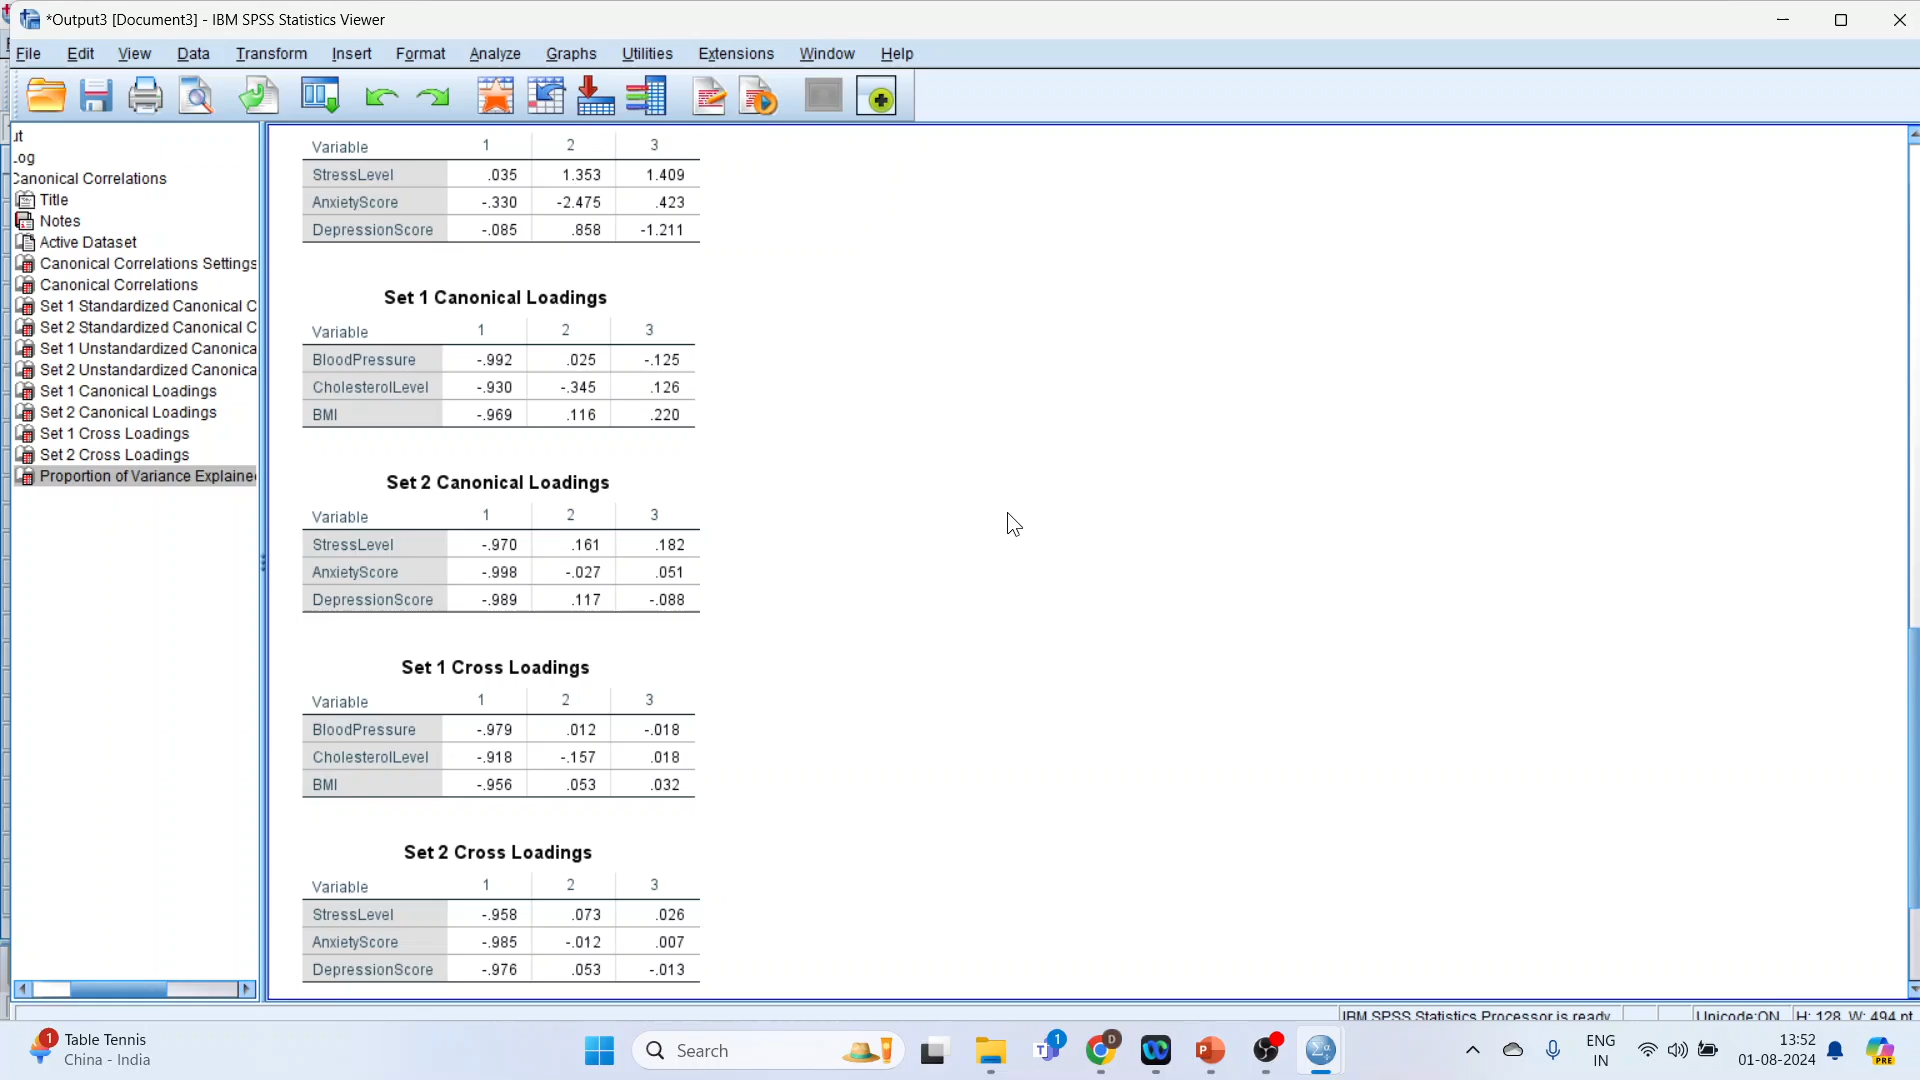 *Output3 [Document3] - IBM SPSS Statistics Viewer
File Edit View Data Transform Insert Format Analyze Graphs Utilities Extensions Window Help
ut
Log
Canonical Correlations
Title
Notes
Active Dataset
Canonical Correlations Settings
Canonical Correlations
Set 1 Standardized Canonical C
Set 2 Standardized Canonical C
Set 1 Unstandardized Canonica
Set 2 Unstandardized Canonica
Set 1 Canonical Loadings
Set 2 Canonical Loadings
Set 1 Cross Loadings
Set 2 Cross Loadings
Proportion of Variance Explained
Variable 1 2 3
StressLevel .035 1.353 1.409
AnxietyScore -.330 -2.475 .423
DepressionScore -.085 .858 -1.211
Set 1 Canonical Loadings
Variable 1 2 3
BloodPressure -.992 .025 -.125
CholesterolLevel -.930 -.345 .126
BMI -.969 .116 .220
Set 2 Canonical Loadings
Variable 1 2 3
StressLevel -.970 .161 .182
AnxietyScore -.998 -.027 .051
DepressionScore -.989 .117 -.088
Set 1 Cross Loadings
Variable 1 2 3
BloodPressure -.979 .012 -.018
CholesterolLevel -.918 -.157 .018
BMI -.956 .053 .032
Set 2 Cross Loadings
Variable 1 2 3
StressLevel -.958 .073 .026
AnxietyScore -.985 -.012 .007
DepressionScore -.976 .053 -.013
IBM SPSS Statistics Processor is ready Unicode:ON H: 128, W: 494 pt
1
Table Tennis
China - India
Search
1
D
ENG
IN
13:52
01-08-2024
PRE